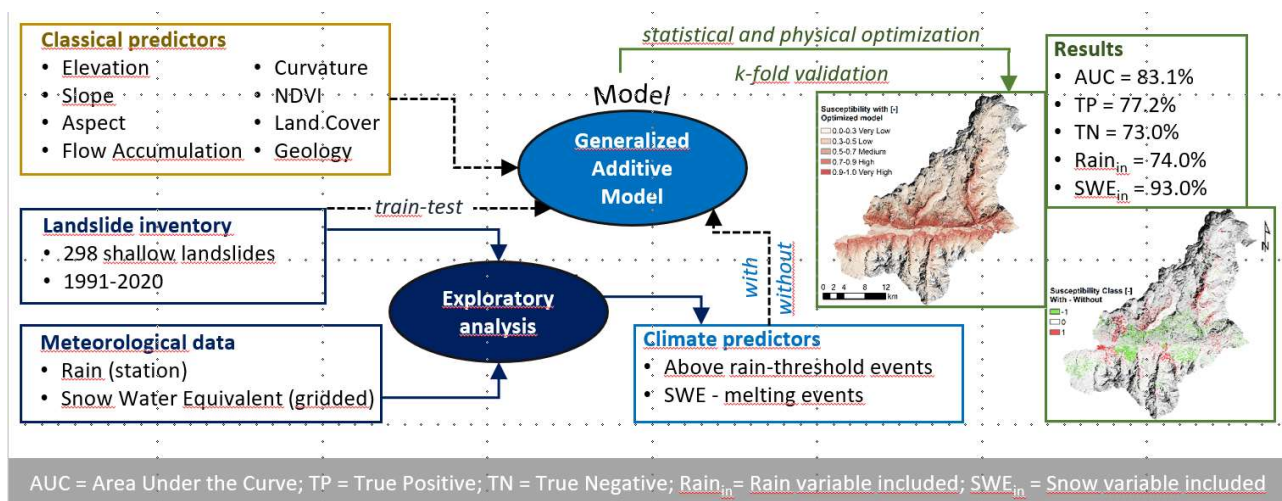 Classical predictors
• Elevation
• Slope
• Aspect
• Flow Accumulation
• Curvature
• NDVI
• Land Cover
• Geology
Landslide inventory
• 298 shallow landslides
• 1991-2020
Meteorological data
• Rain (station)
• Snow Water Equivalent (gridded)
train-test
Exploratory
analysis
Model
Generalized
Additive
Model
with
without
Climate predictors
• Above rain-threshold events
• SWE - melting events
statistical and physical optimization
k-fold validation
Susceptibility with [-]
Optimized model
0.0-0.3 Very Low
0.3-0.5 Low
0.5-0.7 Medium
0.7-0.9 High
0.9-1.0 Very High
0 2 4 8 12
km
Results
• AUC = 83.1%
• TP = 77.2%
• TN = 73.0%
• Rain_in = 74.0%
• SWE_in = 93.0%
N
Susceptibility Class [-]
With - Without
-1
0
1
AUC = Area Under the Curve; TP = True Positive; TN = True Negative; Rain_in= Rain variable included; SWE_in = Snow variable included